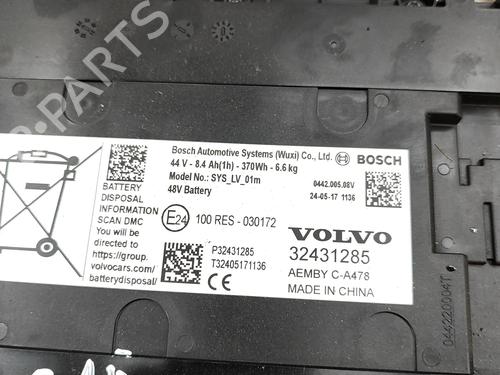 Bosch Automotive Systems (Wuxi) Co., Ltd. BOSCH
44 V - 8.4 Ah(1h) - 370Wh - 6.6 kg
Model No.: SYS_LV_01m 0442.005.08V
48V Battery 24-05-17 1136
BATTERY
DISPOSAL
INFORMATION
SCAN DMC
You will be
directed to
https://group.
volvocars.com/
batterydisposal/
E24 100 RES - 030172
P32431285
T32405171136
CE
VOLVO
32431285
AEMBY C-A478
MADE IN CHINA
044220004T
B-PARTS